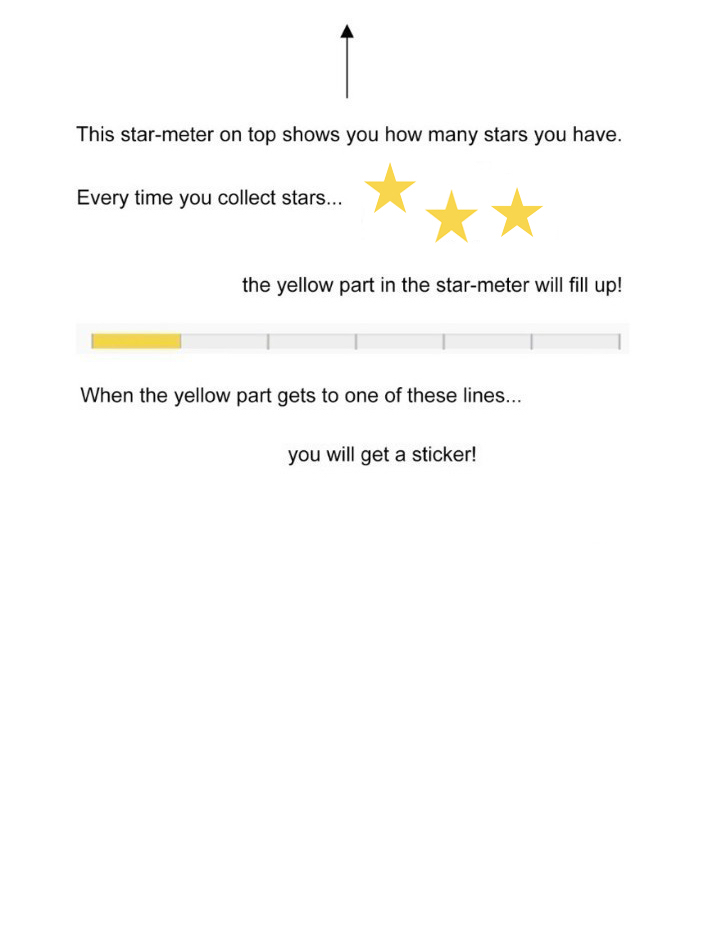 This star-meter on top shows you how many stars you have.
Every time you collect stars...
the yellow part in the star-meter will fill up!
When the yellow part gets to one of these lines...
you will get a sticker!